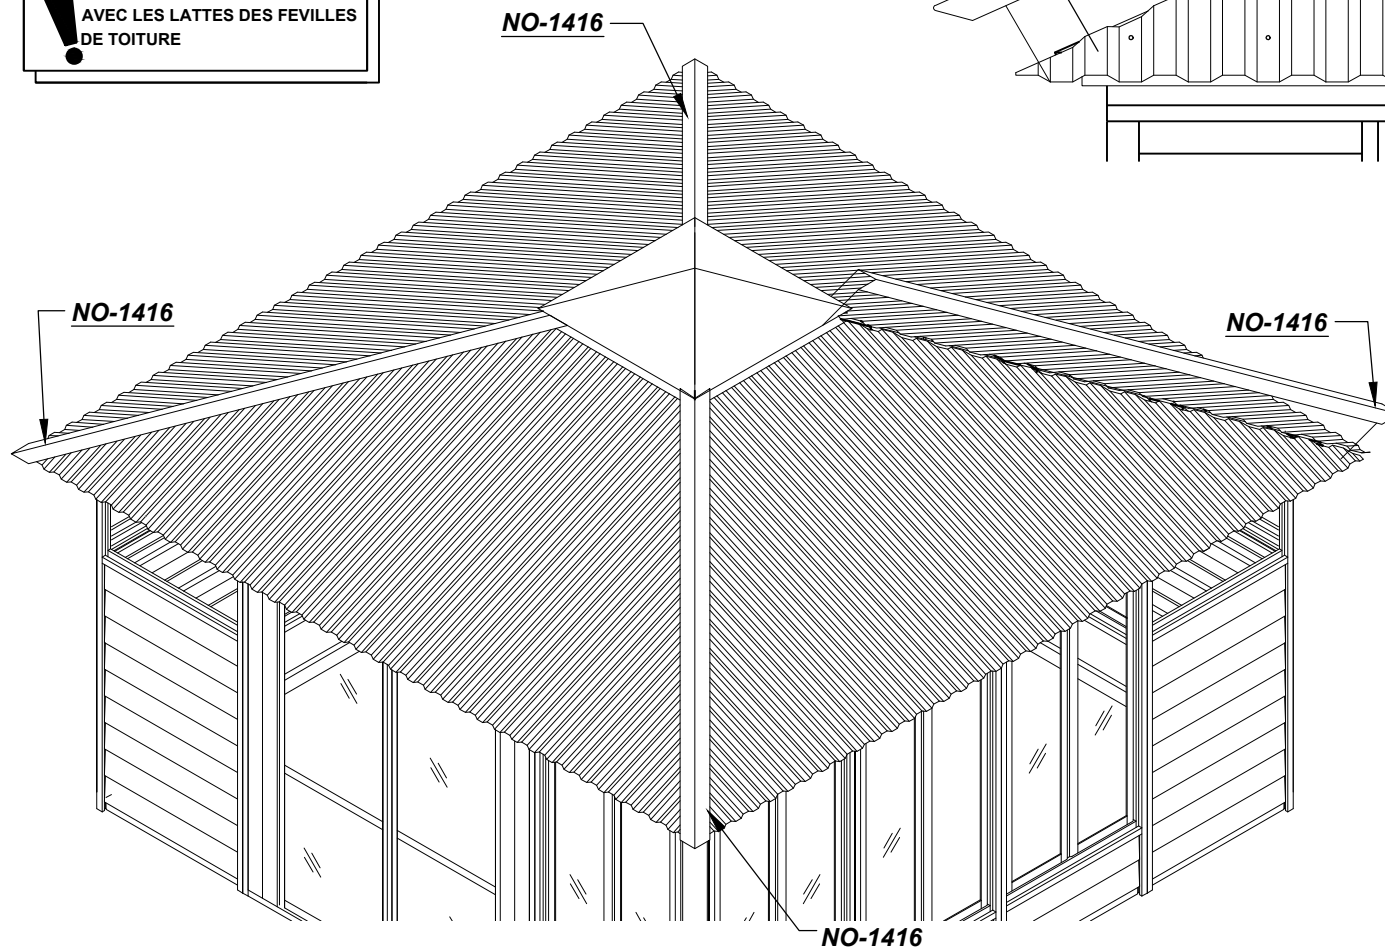 AVEC LES LATTES DES FEVILLES
DE TOITURE
NO-1416
NO-1416
NO-1416
NO-1416